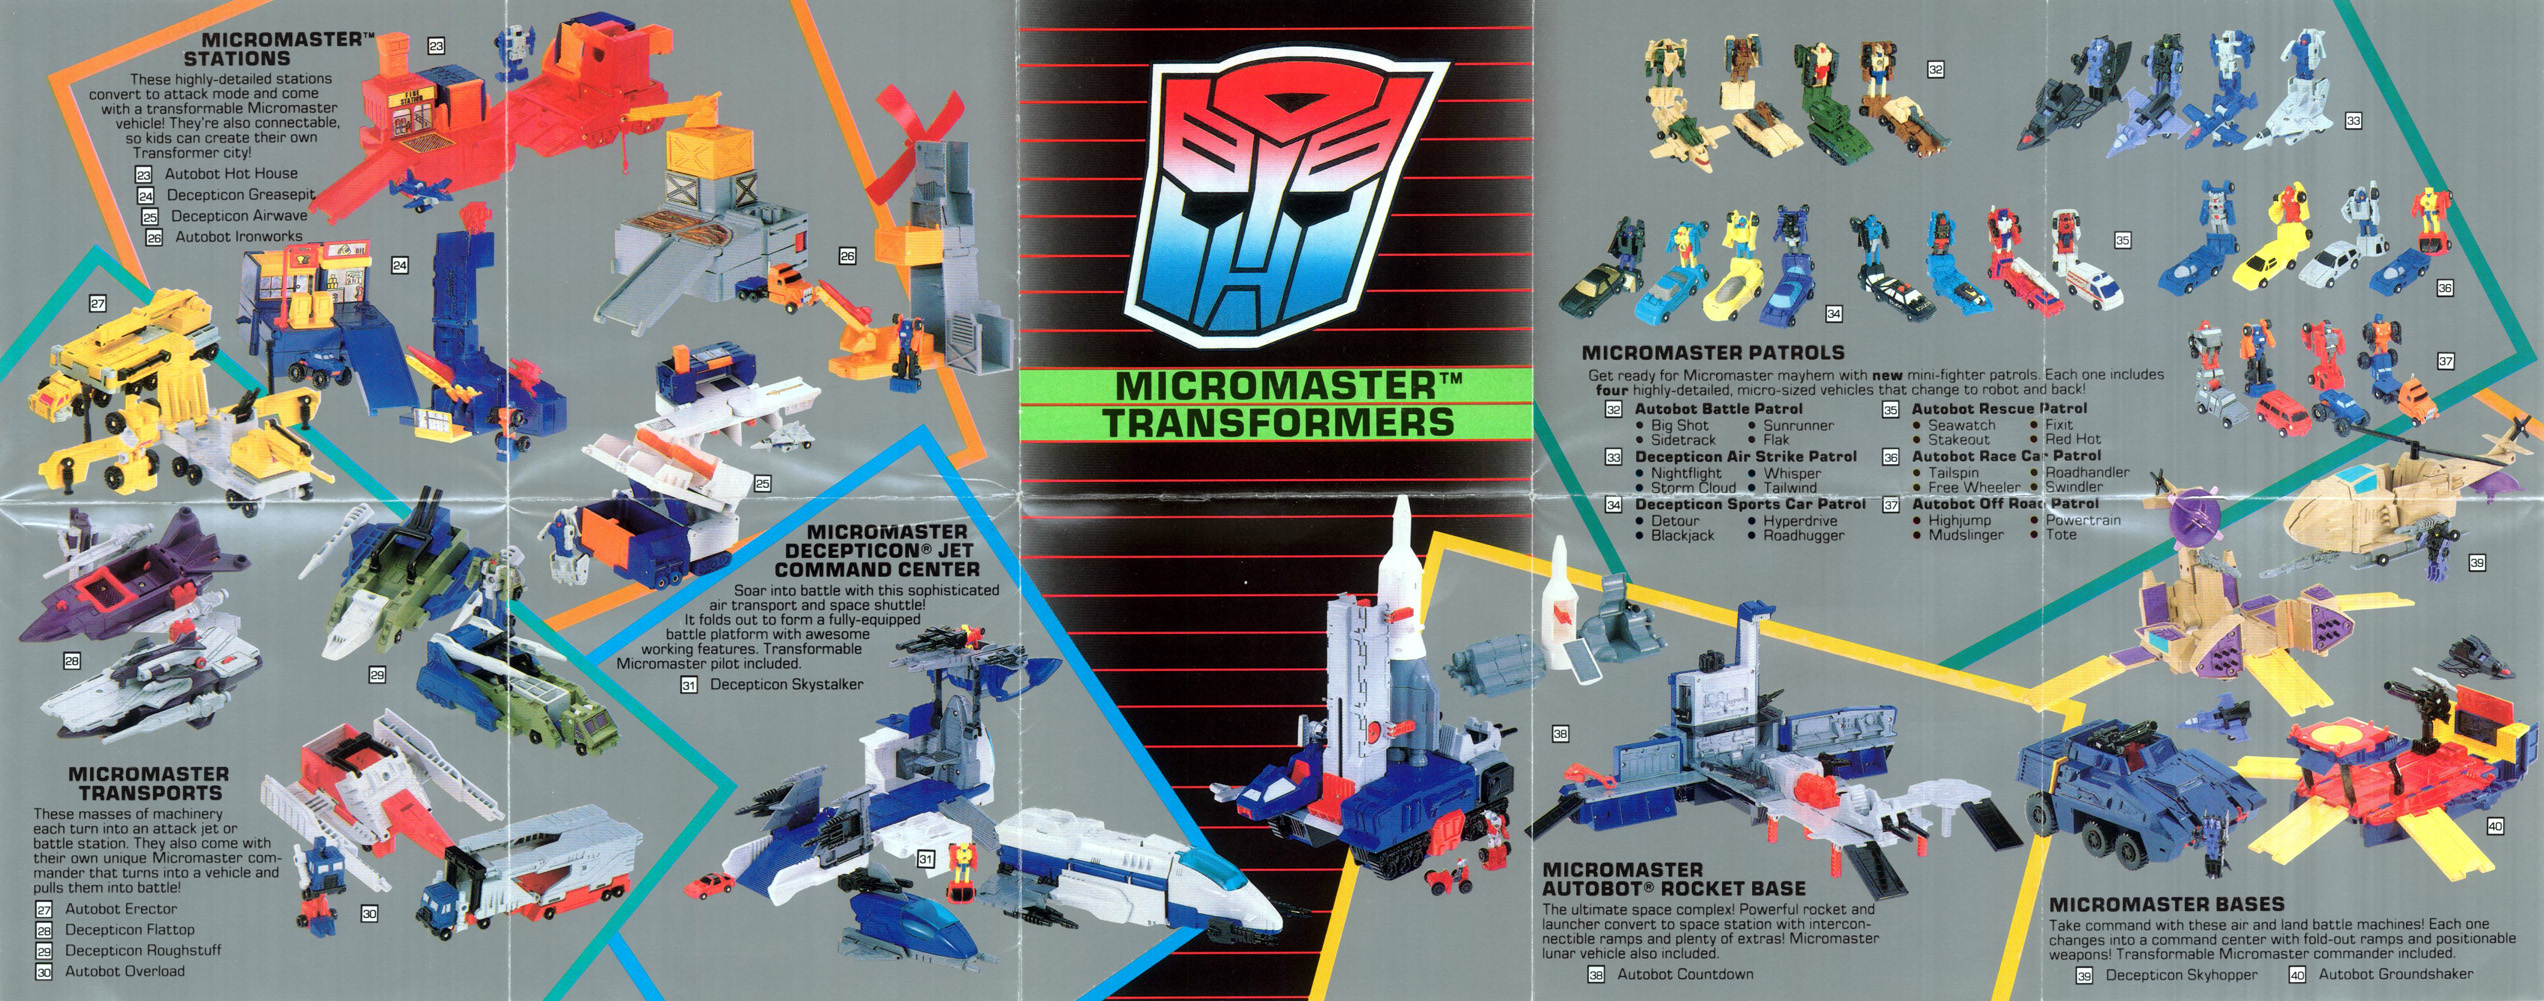 MICROMASTER™
STATIONS
These highly-detailed stations
convert to attack mode and come
with a transformable Micromaster
vehicle! They're also connectable,
so kids can create their own
Transformer city!
23 Autobot Hot House
24 Decepticon Greasepit
25 Decepticon Airwave
26 Autobot Ironworks
23
FIRE
STATION
24
OIL
26
27
25
28
29
30
MICROMASTER
TRANSPORTS
These masses of machinery
each turn into an attack jet or
battle station. They also come with
their own unique Micromaster com-
mander that turns into a vehicle and
pulls them into battle!
27 Autobot Erector
28 Decepticon Flattop
29 Decepticon Roughstuff
30 Autobot Overload
MICROMASTER
DECEPTICON® JET
COMMAND CENTER
Soar into battle with this sophisticated
air transport and space shuttle!
It folds out to form a fully-equipped
battle platform with awesome
working features. Transformable
Micromaster pilot included.
31 Decepticon Skystalker
31
MICROMASTER™
TRANSFORMERS
32
33
34
35
36
37
MICROMASTER PATROLS
Get ready for Micromaster mayhem with new mini-fighter patrols. Each one includes
four highly-detailed, micro-sized vehicles that change to robot and back!
32 Autobot Battle Patrol
• Big Shot • Sunrunner
• Sidetrack • Flak
33 Decepticon Air Strike Patrol
• Nightflight • Whisper
• Storm Cloud • Tailwind
34 Decepticon Sports Car Patrol
• Detour • Hyperdrive
• Blackjack • Roadhugger
35 Autobot Rescue Patrol
• Seawatch • Fixit
• Stakeout • Red Hot
36 Autobot Race Car Patrol
• Tailspin • Roadhandler
• Free Wheeler • Swindler
37 Autobot Off Road Patrol
• Highjump • Powertrain
• Mudslinger • Tote
38
MICROMASTER
AUTOBOT® ROCKET BASE
The ultimate space complex! Powerful rocket and
launcher convert to space station with intercon-
nectible ramps and plenty of extras! Micromaster
lunar vehicle also included.
38 Autobot Countdown
39
40
MICROMASTER BASES
Take command with these air and land battle machines! Each one
changes into a command center with fold-out ramps and positionable
weapons! Transformable Micromaster commander included.
39 Decepticon Skyhopper 40 Autobot Groundshaker